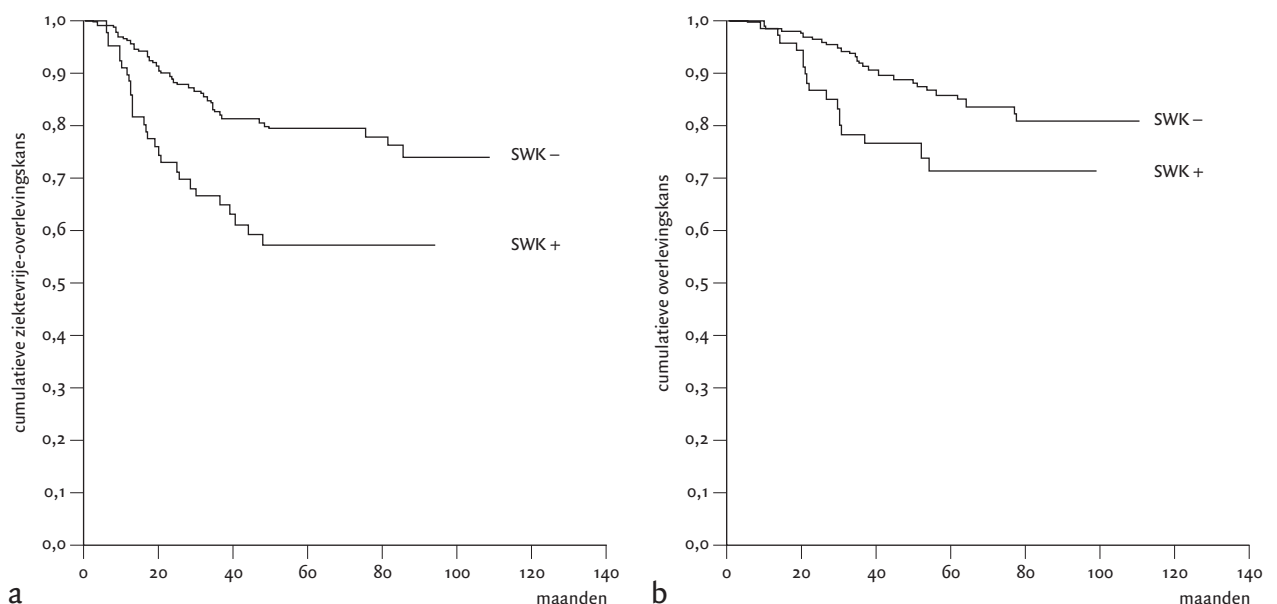 cumulatieve ziektevrije-overlevingskans
1,0
0,9
0,8
0,7
0,6
0,5
0,4
0,3
0,2
0,1
0,0
SWK –
SWK +
0 20 40 60 80 100 120 140
maanden
a
cumulatieve overlevingskans
1,0
0,9
0,8
0,7
0,6
0,5
0,4
0,3
0,2
0,1
0,0
SWK –
SWK +
0 20 40 60 80 100 120 140
maanden
b